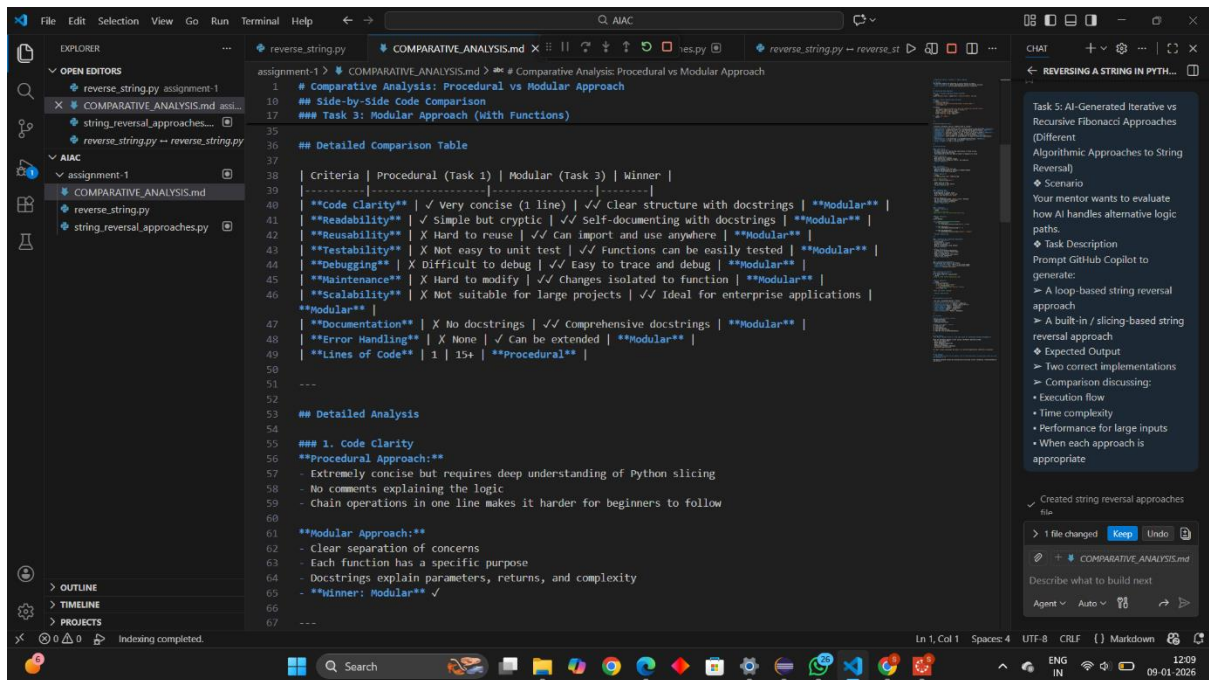 File Edit Selection View Go Run Terminal Help
AIAC
EXPLORER
OPEN EDITORS
reverse_string.py assignment-1
COMPARATIVE_ANALYSIS.md assi...
string_reversal_approaches....
reverse_string.py ↔ reverse_string.py
AIAC
assignment-1
COMPARATIVE_ANALYSIS.md
reverse_string.py
string_reversal_approaches.py
OUTLINE
TIMELINE
PROJECTS
reverse_string.py
COMPARATIVE_ANALYSIS.md
hes.py
reverse_string.py ↔ reverse_st
assignment-1 > COMPARATIVE_ANALYSIS.md > abc # Comparative Analysis: Procedural vs Modular Approach
1 # Comparative Analysis: Procedural vs Modular Approach
10 ## Side-by-Side Code Comparison
17 ### Task 3: Modular Approach (With Functions)
35
36 ## Detailed Comparison Table
37
38 | Criteria | Procedural (Task 1) | Modular (Task 3) | Winner |
39 |----------|-------------------|----------------|--------|
40 | **Code Clarity** | ✓ Very concise (1 line) | ✓✓ Clear structure with docstrings | **Modular** |
41 | **Readability** | ✓ Simple but cryptic | ✓✓ Self-documenting with docstrings | **Modular** |
42 | **Reusability** | ✗ Hard to reuse | ✓✓ Can import and use anywhere | **Modular** |
43 | **Testability** | ✗ Not easy to unit test | ✓✓ Functions can be easily tested | **Modular** |
44 | **Debugging** | ✗ Difficult to debug | ✓✓ Easy to trace and debug | **Modular** |
45 | **Maintenance** | ✗ Hard to modify | ✓✓ Changes isolated to function | **Modular** |
46 | **Scalability** | ✗ Not suitable for large projects | ✓✓ Ideal for enterprise applications |
**Modular** |
47 | **Documentation** | ✗ No docstrings | ✓✓ Comprehensive docstrings | **Modular** |
48 | **Error Handling** | ✗ None | ✓ Can be extended | **Modular** |
49 | **Lines of Code** | 1 | 15+ | **Procedural** |
50
51 ---
52
53 ## Detailed Analysis
54
55 ### 1. Code Clarity
56 **Procedural Approach:**
57 - Extremely concise but requires deep understanding of Python slicing
58 - No comments explaining the logic
59 - Chain operations in one line makes it harder for beginners to follow
60
61 **Modular Approach:**
62 - Clear separation of concerns
63 - Each function has a specific purpose
64 - Docstrings explain parameters, returns, and complexity
65 - **Winner: Modular** ✓
66
67 ---
CHAT
REVERSING A STRING IN PYTH...
Task 5: AI-Generated Iterative vs
Recursive Fibonacci Approaches
(Different
Algorithmic Approaches to String
Reversal)
❖ Scenario
Your mentor wants to evaluate
how AI handles alternative logic
paths.
❖ Task Description
Prompt GitHub Copilot to
generate:
➢ A loop-based string reversal
approach
➢ A built-in / slicing-based string
reversal approach
❖ Expected Output
➢ Two correct implementations
➢ Comparison discussing:
• Execution flow
• Time complexity
• Performance for large inputs
• When each approach is
appropriate
Created string reversal approaches
file
1 file changed Keep Undo
COMPARATIVE_ANALYSIS.md
Describe what to build next
Agent Auto
0 0 Indexing completed.
Ln 1, Col 1 Spaces: 4 UTF-8 CRLF {} Markdown
Search
ENG
IN
12:09
09-01-2026